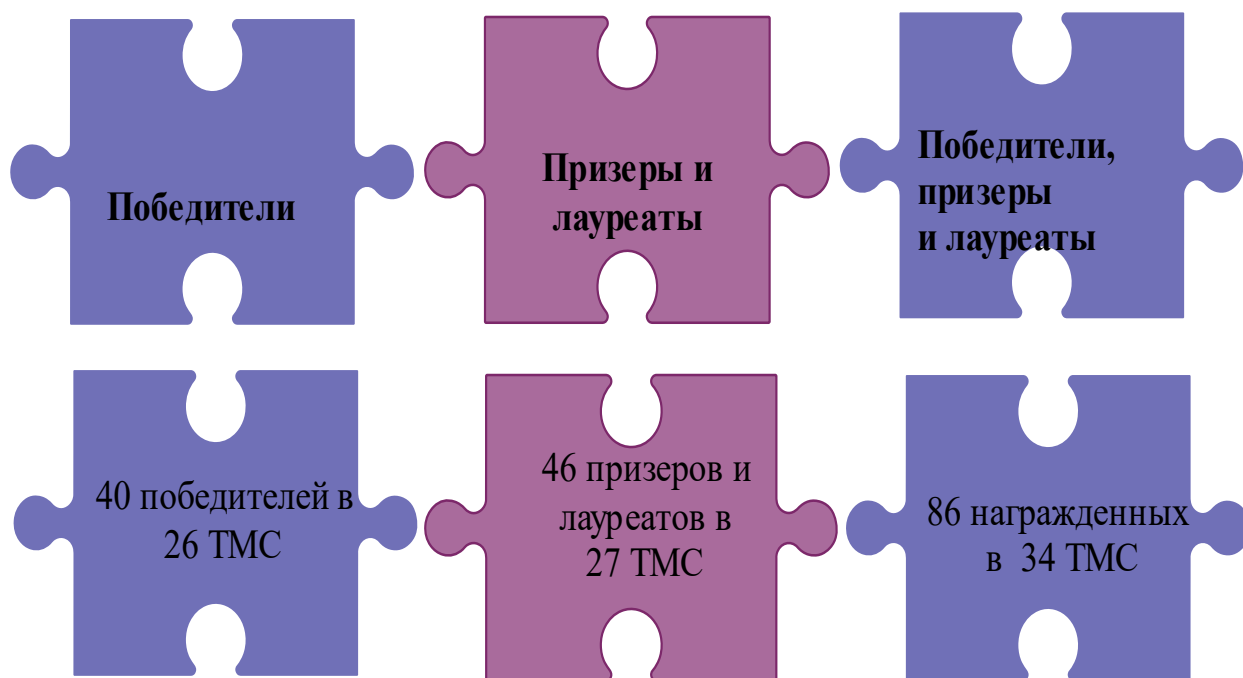 Победители
Призеры и
лауреаты
Победители,
призеры
и лауреаты
40 победителей в
26 ТМС
46 призеров и
лауреатов в
27 ТМС
86 награжденных
в 34 ТМС